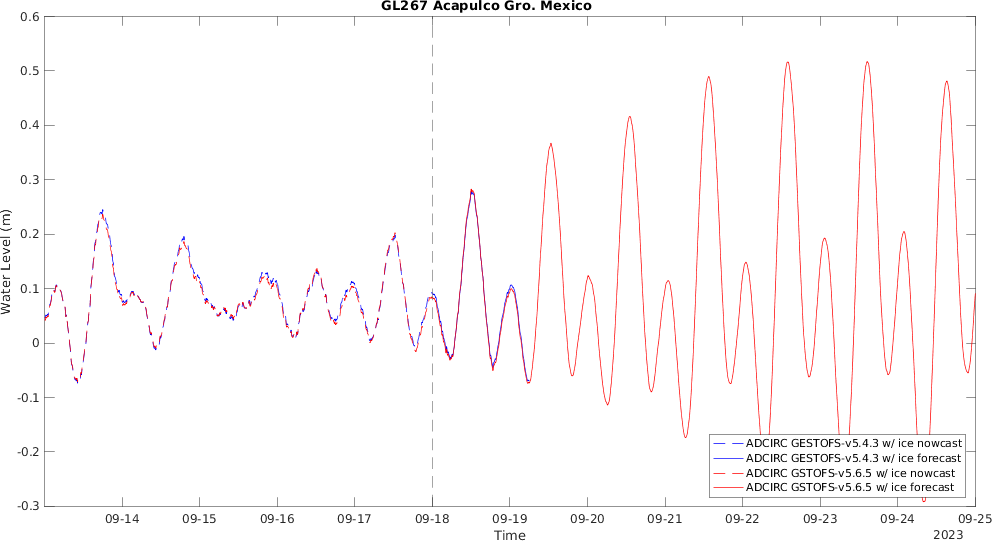 GL267 Acapulco Gro. Mexico
0.6
0.5
0.4
0.3
0.2
0.1
0
-0.1
-0.2
-0.3
Water Level (m)
ADCIRC GESTOFS-v5.4.3 w/ ice nowcast
ADCIRC GESTOFS-v5.4.3 w/ ice forecast
ADCIRC GSTOFS-v5.6.5 w/ ice nowcast
ADCIRC GSTOFS-v5.6.5 w/ ice forecast
09-14 09-15 09-16 09-17 09-18 09-19 09-20 09-21 09-22 09-23 09-24 09-25
Time
2023